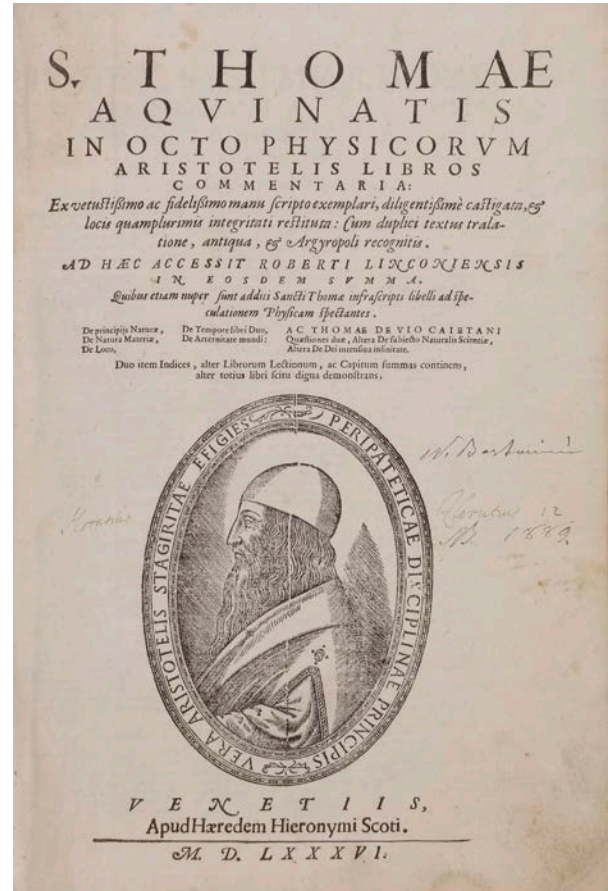 S. THOMAE
AQVINATIS
IN OCTO PHYSICORVM
ARISTOTELIS LIBROS
COMMENTARIA:
Ex vetustißimo ac fidelißimo manu scripto exemplari, diligentißimè castigata, &
locis quamplurimis integritati restituta: Cum duplici textus trala-
tione, antiqua, & Argyropoli recognitis.
AD HÆC ACCESSIT ROBERTI LINCONIENSIS
IN EOSDEM SVMMA.
Quibus etiam nuper sunt additi Sancti Thomæ infrascripti libelli ad spe-
culationem Physicam spectantes.
De principijs Naturæ, De Tempore libri Duo, AC THOMAE DE VIO CAIETANI
De Natura Materiæ, De Aeternitate mundi: Quæstiones duæ, Altera De subiecto Naturalis Scientiæ,
De Loco, Altera De Dei intensiua infinitate.
Duo item Indices, alter Librorum Lectionum, ac Capitum summas continens,
alter totius libri scitu digna demonstrans.
VERA ARISTOTELIS STAGIRITAE EFIGIES PERIPATETICAE DISCIPLINAE PRINCIPIS
12
1889.
VENETIIS,
Apud Hæredem Hieronymi Scoti.
M. D. LXXXVI.